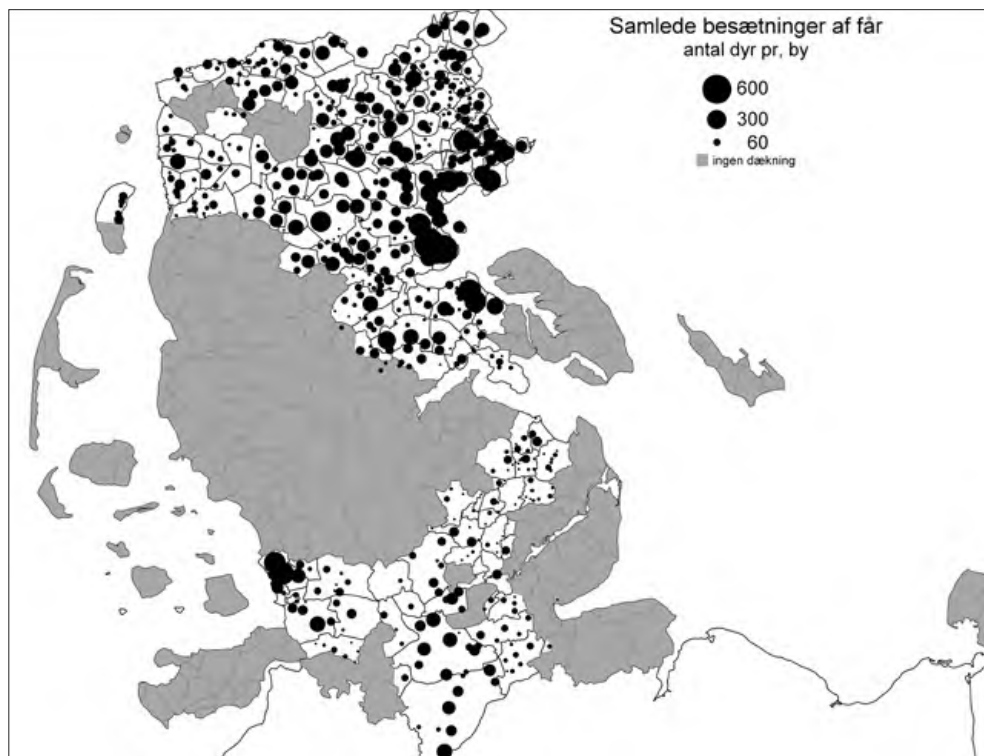 Samlede besætninger af får
antal dyr pr, by
600
300
60
ingen dækning